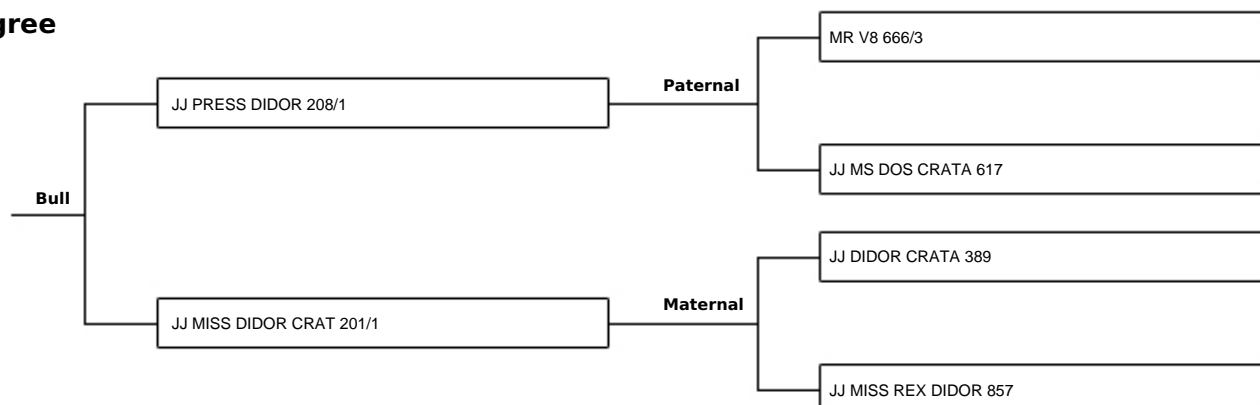 gree
MR V8 666/3
Paternal
JJ PRESS DIDOR 208/1
JJ MS DOS CRATA 617
Bull
JJ DIDOR CRATA 389
Maternal
JJ MISS DIDOR CRAT 201/1
JJ MISS REX DIDOR 857